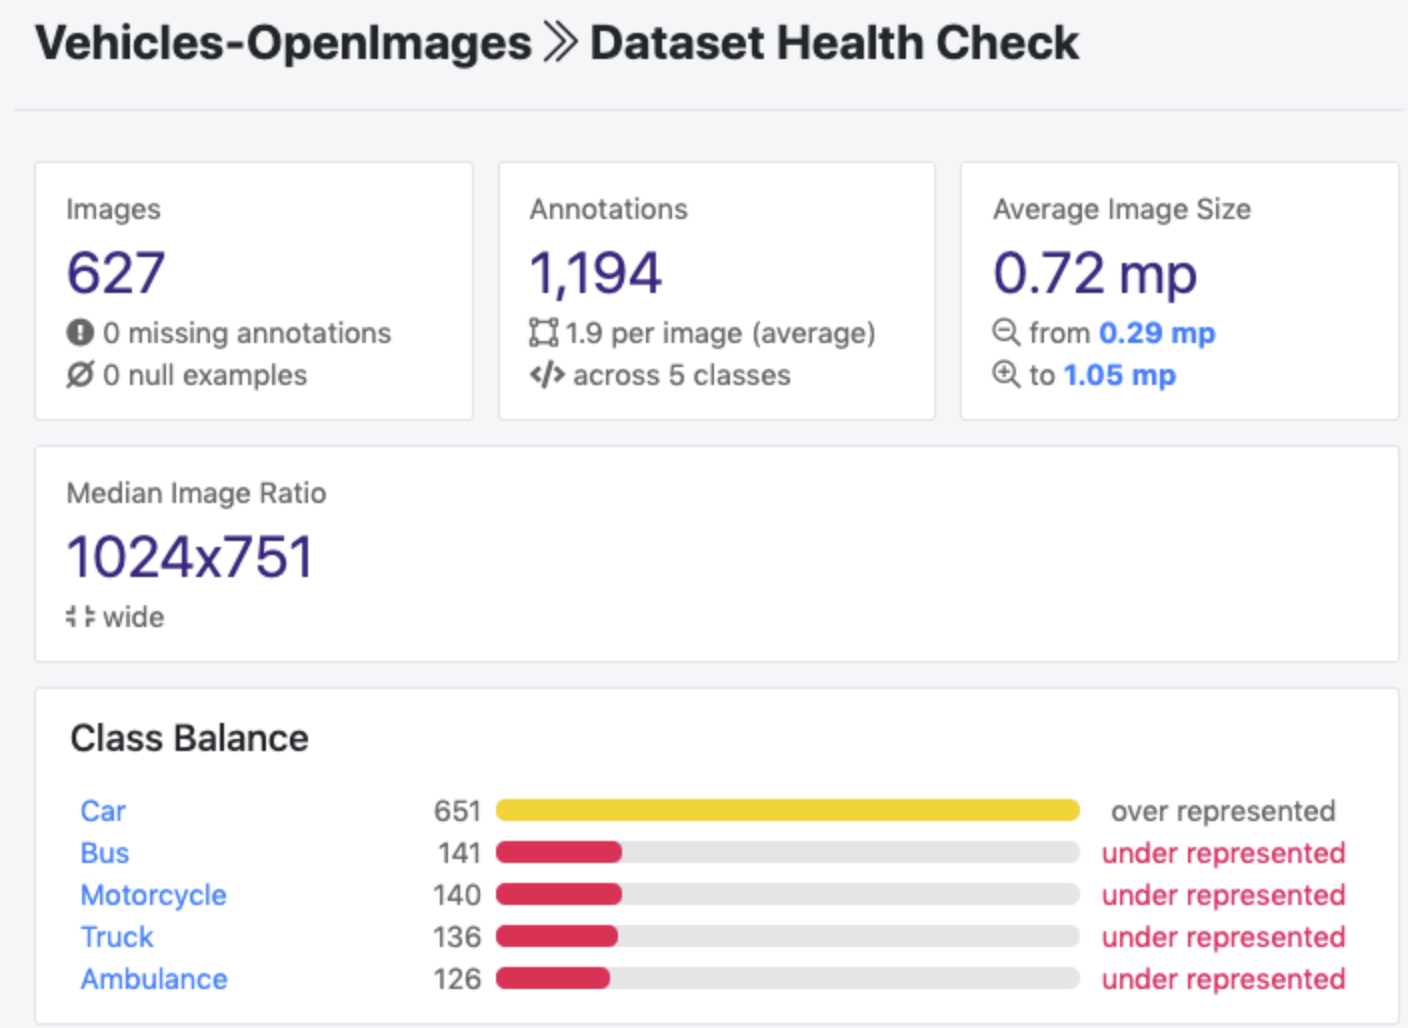 Vehicles-OpenImages » Dataset Health Check
Images
627
0 missing annotations
0 null examples
Annotations
1,194
1.9 per image (average)
</> across 5 classes
Average Image Size
0.72 mp
from 0.29 mp
to 1.05 mp
Median Image Ratio
1024x751
wide
Class Balance
Car 651 over represented
Bus 141 under represented
Motorcycle 140 under represented
Truck 136 under represented
Ambulance 126 under represented